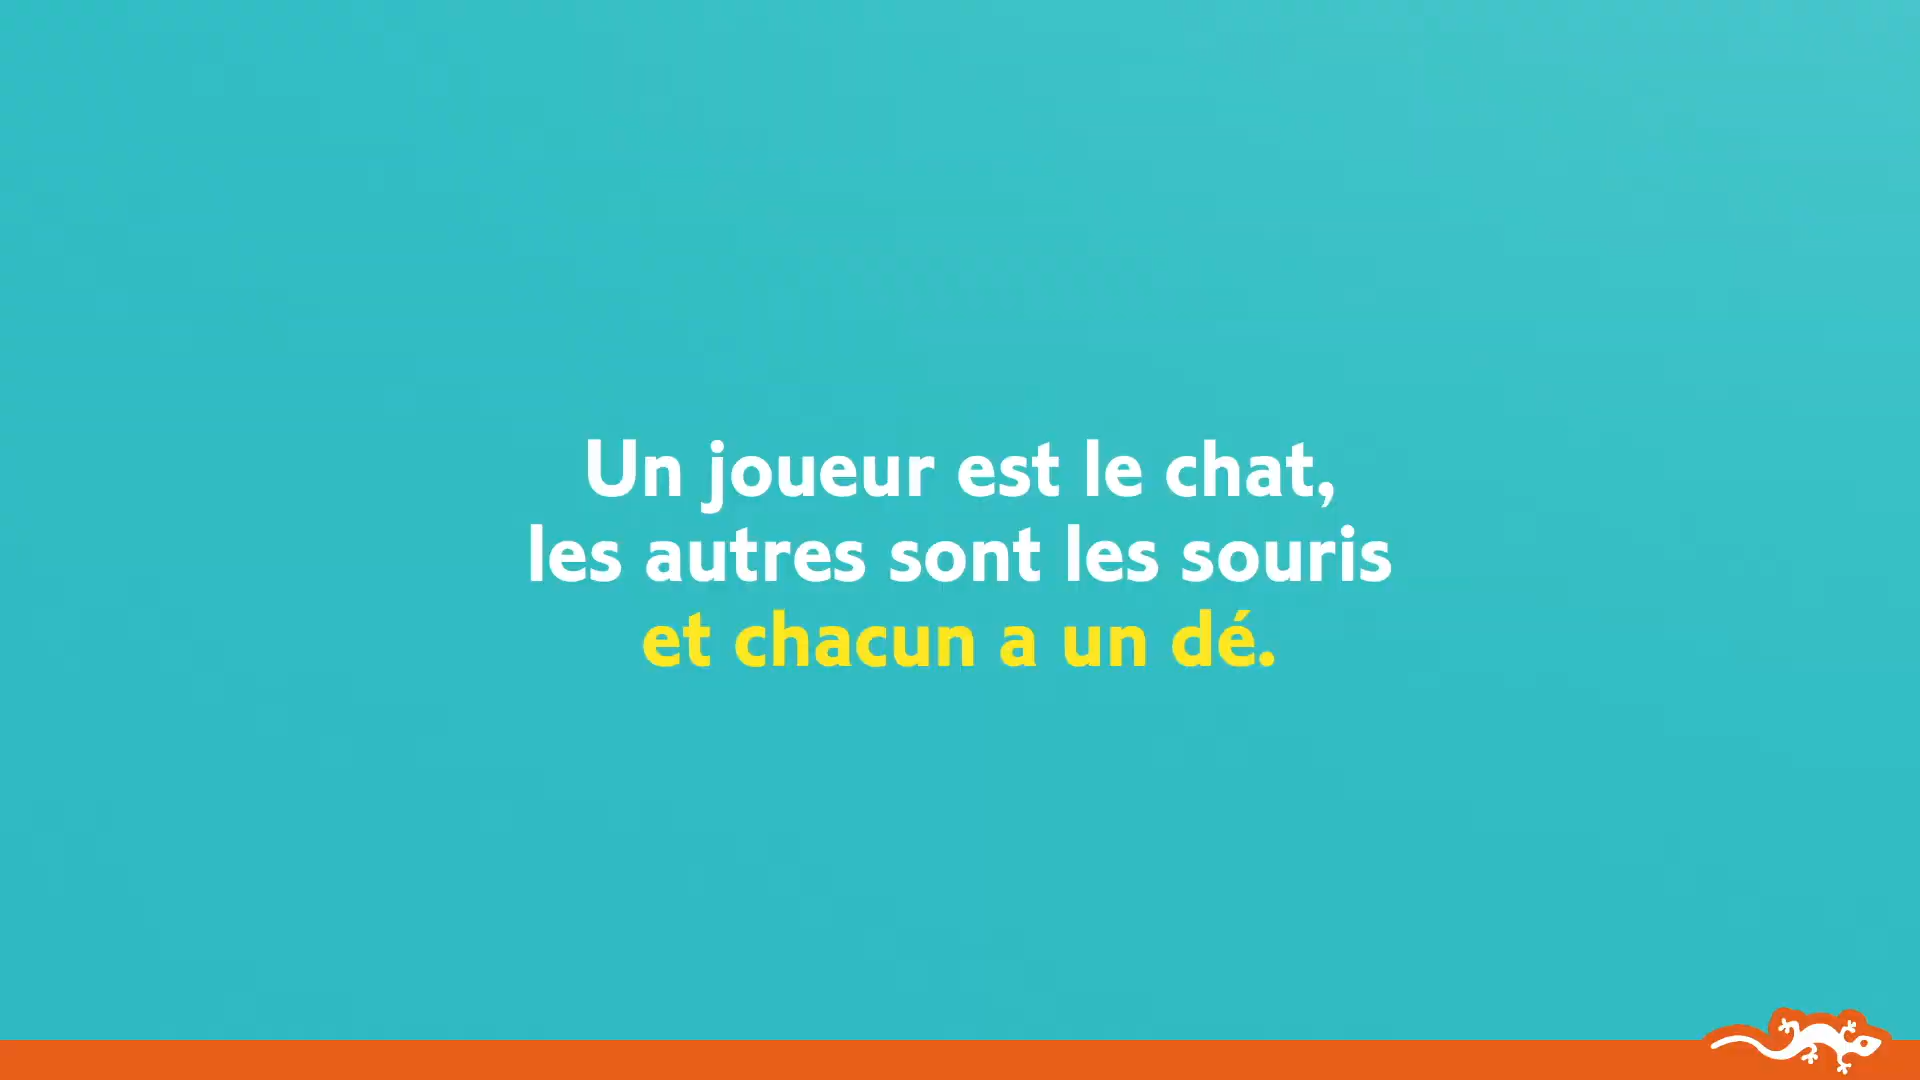 Un joueur est le chat,
les autres sont les souris
et chacun a un dé.